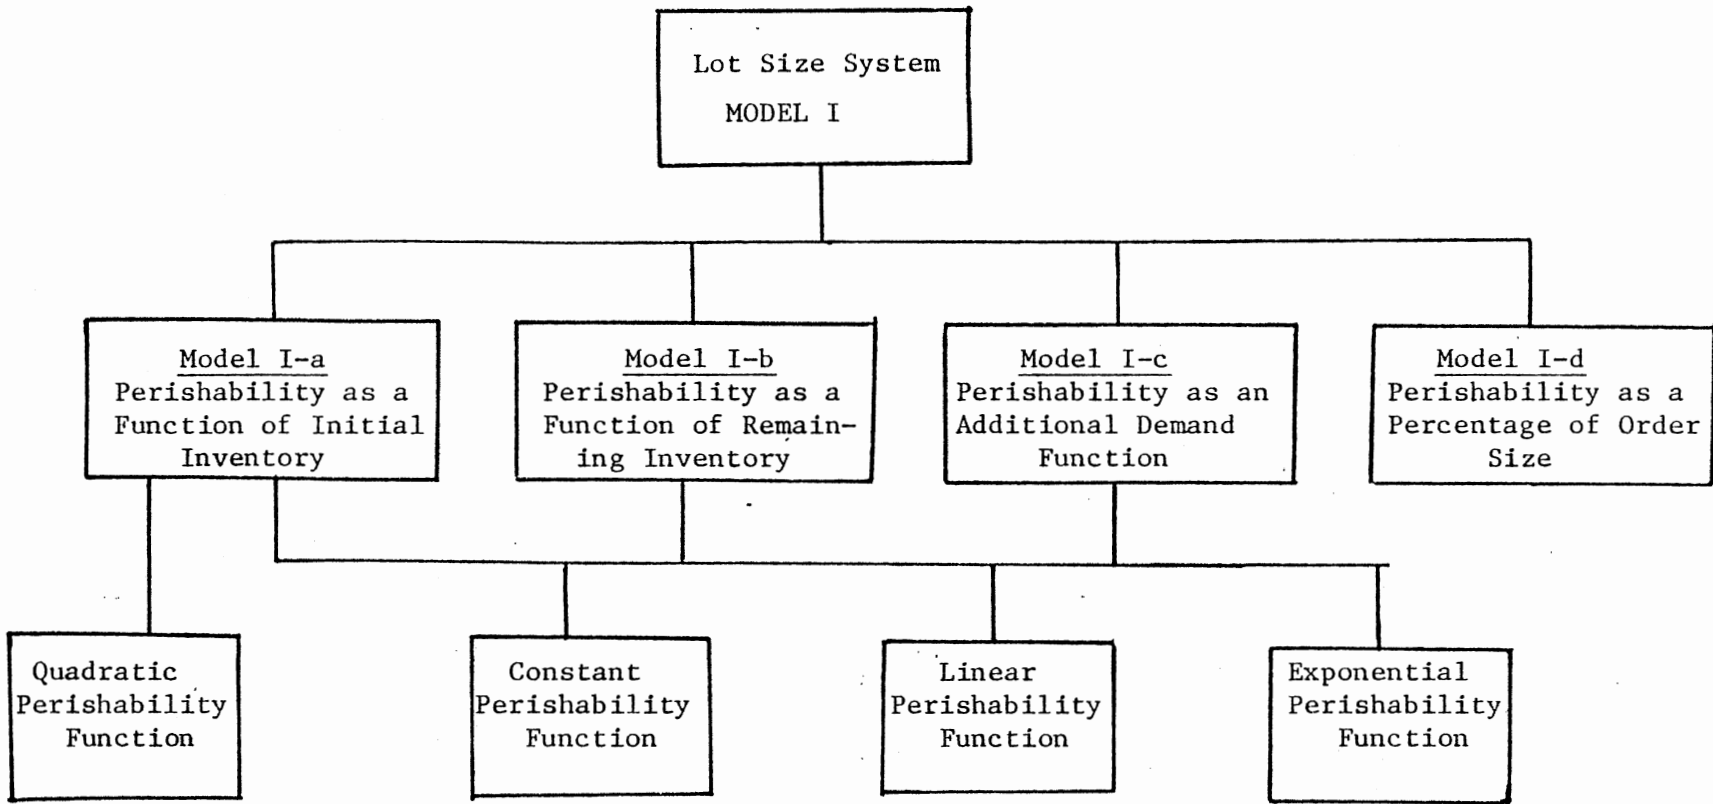 Lot Size System
MODEL I
Model I-a
Perishability as a
Function of Initial
Inventory
Model I-b
Perishability as a
Function of Remain-
ing Inventory
Model I-c
Perishability as an
Additional Demand
Function
Model I-d
Perishability as a
Percentage of Order
Size
Quadratic
Perishability
Function
Constant
Perishability
Function
Linear
Perishability
Function
Exponential
Perishability
Function